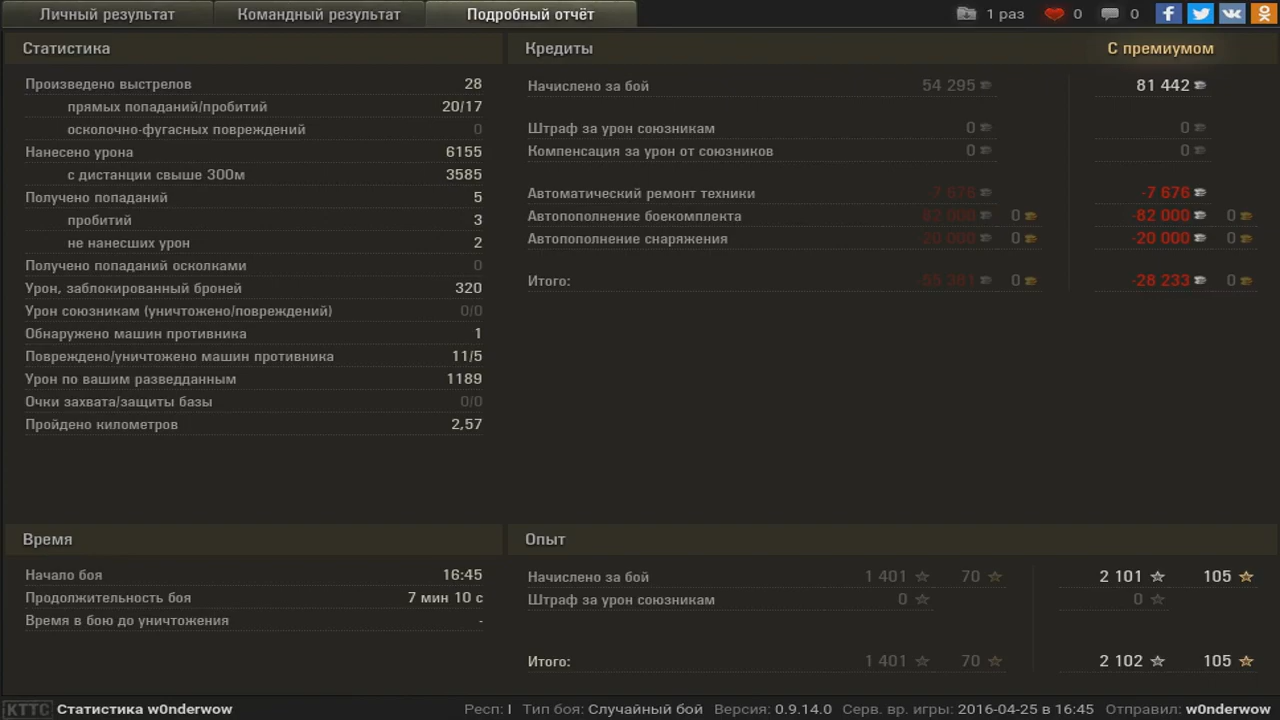 Личный результат Командный результат Подробный отчёт 1 раз 0 0
Статистика
Произведено выстрелов 28
прямых попаданий/пробитий 20/17
осколочно-фугасных повреждений 0
Нанесено урона 6155
с дистанции свыше 300м 3585
Получено попаданий 5
пробитий 3
не нанесших урон 2
Получено попаданий осколками 0
Урон, заблокированный броней 320
Урон союзникам (уничтожено/повреждений) 0/0
Обнаружено машин противника 1
Повреждено/уничтожено машин противника 11/5
Урон по вашим разведданным 1189
Очки захвата/защиты базы 0/0
Пройдено километров 2,57
Кредиты С премиумом
Начислено за бой 54 295 81 442
Штраф за урон союзникам 0 0
Компенсация за урон от союзников 0 0
Автоматический ремонт техники -7 676 -7 676
Автопополнение боекомплекта -82 000 0 -82 000 0
Автопополнение снаряжения -20 000 0 -20 000 0
Итого: -55 381 0 -28 233 0
Время
Начало боя 16:45
Продолжительность боя 7 мин 10 с
Время в бою до уничтожения -
Опыт
Начислено за бой 1 401 70 2 101 105
Штраф за урон союзникам 0 0
Итого: 1 401 70 2 102 105
КТТС Статистика w0nderwow Респ: I Тип боя: Случайный бой Версия: 0.9.14.0 Серв. вр. игры: 2016-04-25 в 16:45 Отправил: w0nderwow